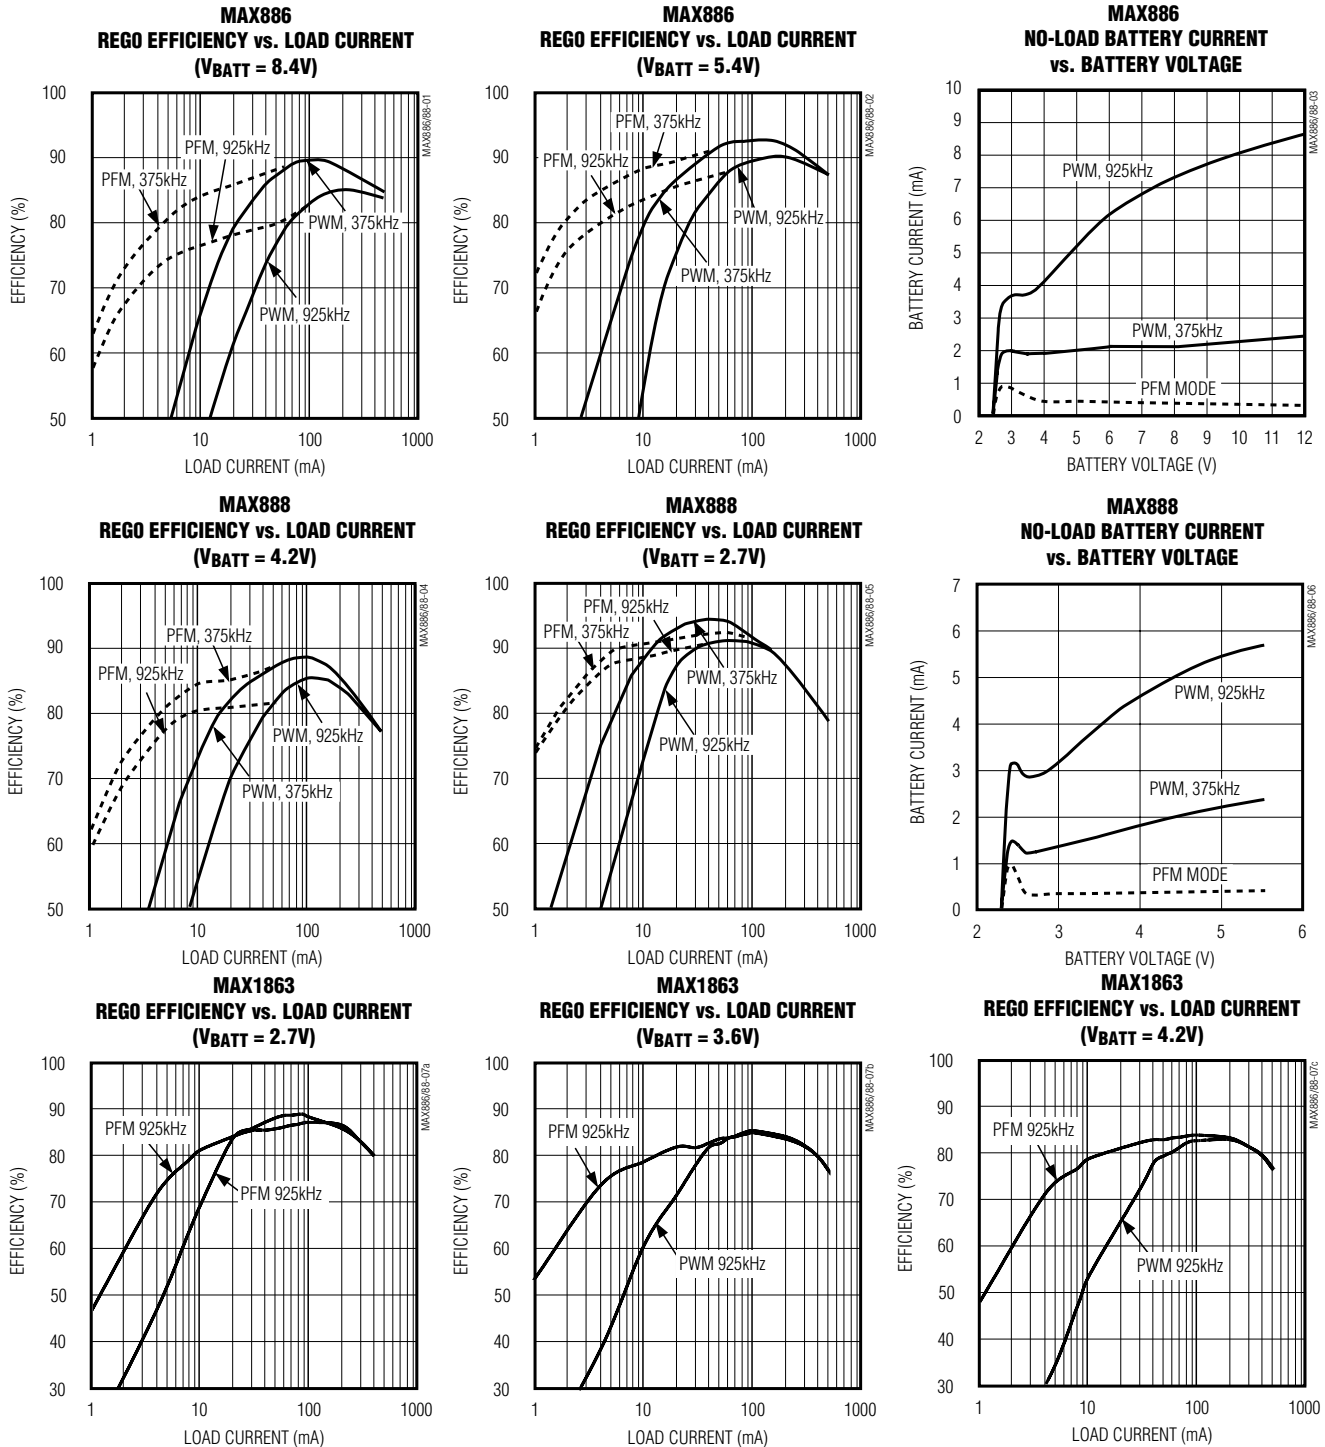 MAX886
REGO EFFICIENCY vs. LOAD CURRENT
(VBATT = 8.4V)
100
90
80
70
60
50
EFFICIENCY (%)
PFM, 925kHz
PFM, 375kHz
PWM, 375kHz
PWM, 925kHz
MAX886/88-01
1
10
100
1000
LOAD CURRENT (mA)
MAX886
REGO EFFICIENCY vs. LOAD CURRENT
(VBATT = 5.4V)
100
90
80
70
60
50
EFFICIENCY (%)
PFM, 375kHz
PFM, 925kHz
PWM, 925kHz
PWM, 375kHz
MAX886/88-02
1
10
100
1000
LOAD CURRENT (mA)
MAX886
NO-LOAD BATTERY CURRENT
vs. BATTERY VOLTAGE
10
9
8
7
6
5
4
3
2
1
0
BATTERY CURRENT (mA)
PWM, 925kHz
PWM, 375kHz
PFM MODE
MAX886/88-03
2
3
4
5
6
7
8
9
10
11
12
BATTERY VOLTAGE (V)
MAX888
REGO EFFICIENCY vs. LOAD CURRENT
(VBATT = 4.2V)
100
90
80
70
60
50
EFFICIENCY (%)
PFM, 375kHz
PFM, 925kHz
PWM, 925kHz
PWM, 375kHz
MAX886/88-04
1
10
100
1000
LOAD CURRENT (mA)
MAX888
REGO EFFICIENCY vs. LOAD CURRENT
(VBATT = 2.7V)
100
90
80
70
60
50
EFFICIENCY (%)
PFM, 925kHz
PFM, 375kHz
PWM, 375kHz
PWM, 925kHz
MAX886/88-05
1
10
100
1000
LOAD CURRENT (mA)
MAX888
NO-LOAD BATTERY CURRENT
vs. BATTERY VOLTAGE
7
6
5
4
3
2
1
0
BATTERY CURRENT (mA)
PWM, 925kHz
PWM, 375kHz
PFM MODE
MAX886/88-06
2
3
4
5
6
BATTERY VOLTAGE (V)
MAX1863
REGO EFFICIENCY vs. LOAD CURRENT
(VBATT = 2.7V)
100
90
80
70
60
50
40
30
EFFICIENCY (%)
PFM 925kHz
PFM 925kHz
MAX886/88-07a
1
10
100
1000
LOAD CURRENT (mA)
MAX1863
REGO EFFICIENCY vs. LOAD CURRENT
(VBATT = 3.6V)
100
90
80
70
60
50
40
30
EFFICIENCY (%)
PFM 925kHz
PWM 925kHz
MAX886/88-07b
1
10
100
1000
LOAD CURRENT (mA)
MAX1863
REGO EFFICIENCY vs. LOAD CURRENT
(VBATT = 4.2V)
100
90
80
70
60
50
40
30
EFFICIENCY (%)
PFM 925kHz
PWM 925kHz
MAX886/88-07c
1
10
100
1000
LOAD CURRENT (mA)